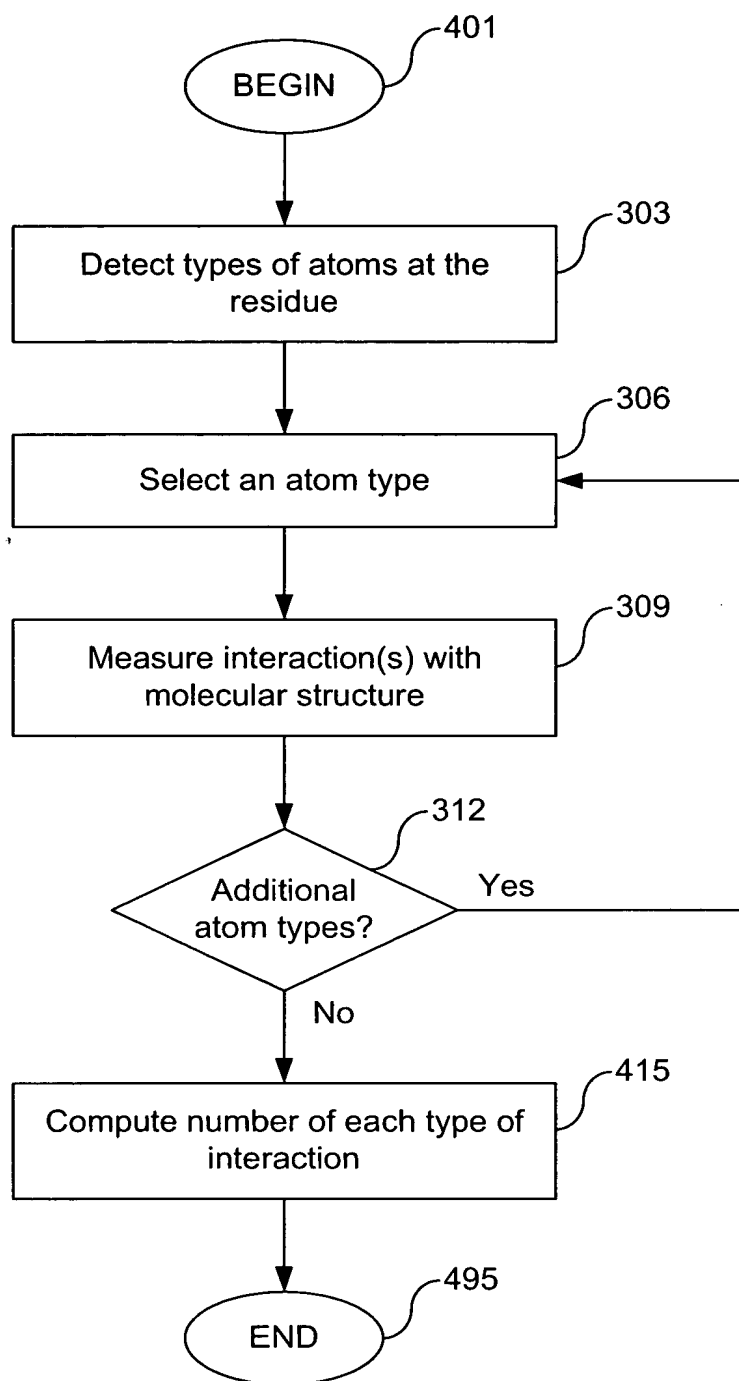 401
BEGIN
303
Detect types of atoms at the
residue
306
Select an atom type
309
Measure interaction(s) with
molecular structure
312
Additional
atom types?
Yes
No
415
Compute number of each type of
interaction
495
END